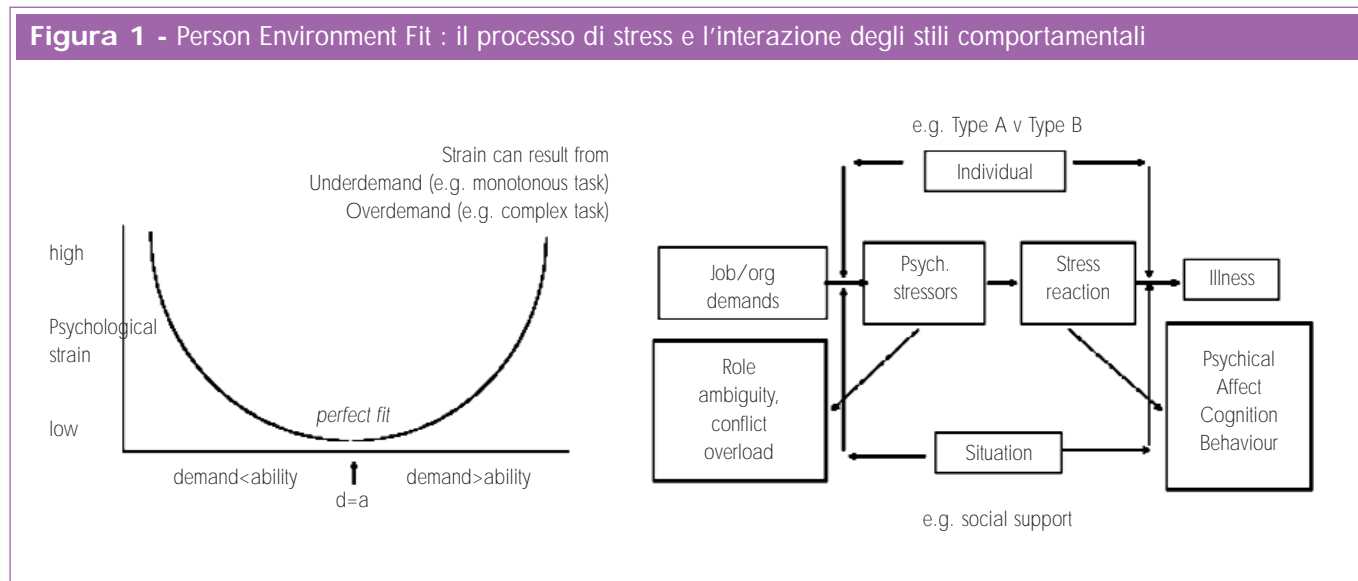 Figura 1 - Person Environment Fit : il processo di stress e l'interazione degli stili comportamentali
Strain can result from
Underdemand (e.g. monotonous task)
Overdemand (e.g. complex task)
high
Psychological
strain
low
perfect fit
demand<ability
demand>ability
d=a
e.g. Type A v Type B
Individual
Job/org
demands
Psych.
stressors
Stress
reaction
Illness
Role
ambiguity,
conflict
overload
Situation
Psychical
Affect
Cognition
Behaviour
e.g. social support